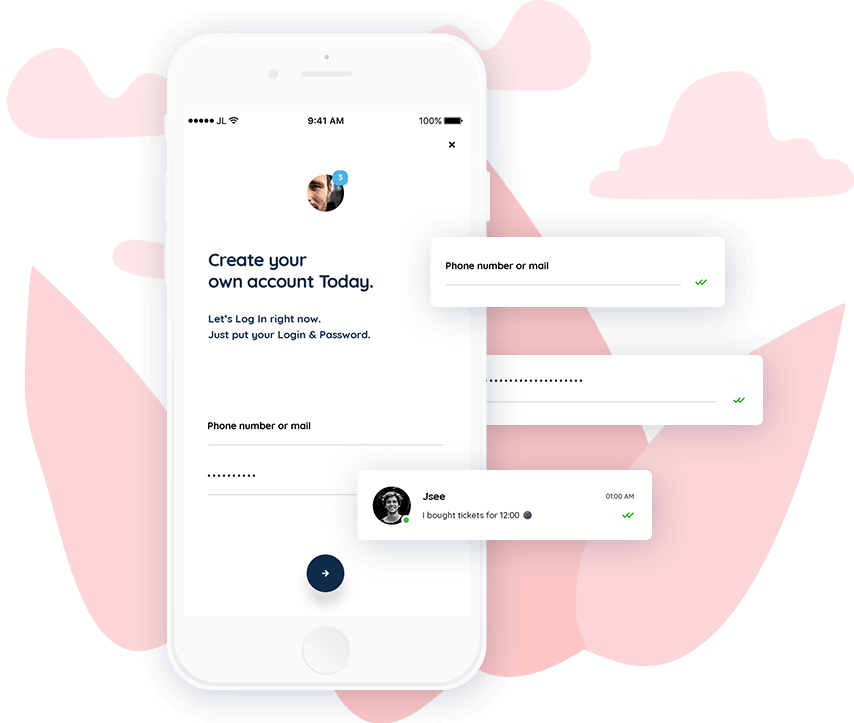 JL 9:41 AM 100%
3
Create your
own account Today.
Let's Log In right now.
Just put your Login & Password.
Phone number or mail
Phone number or mail
Jsee 01:00 AM
I bought tickets for 12:00